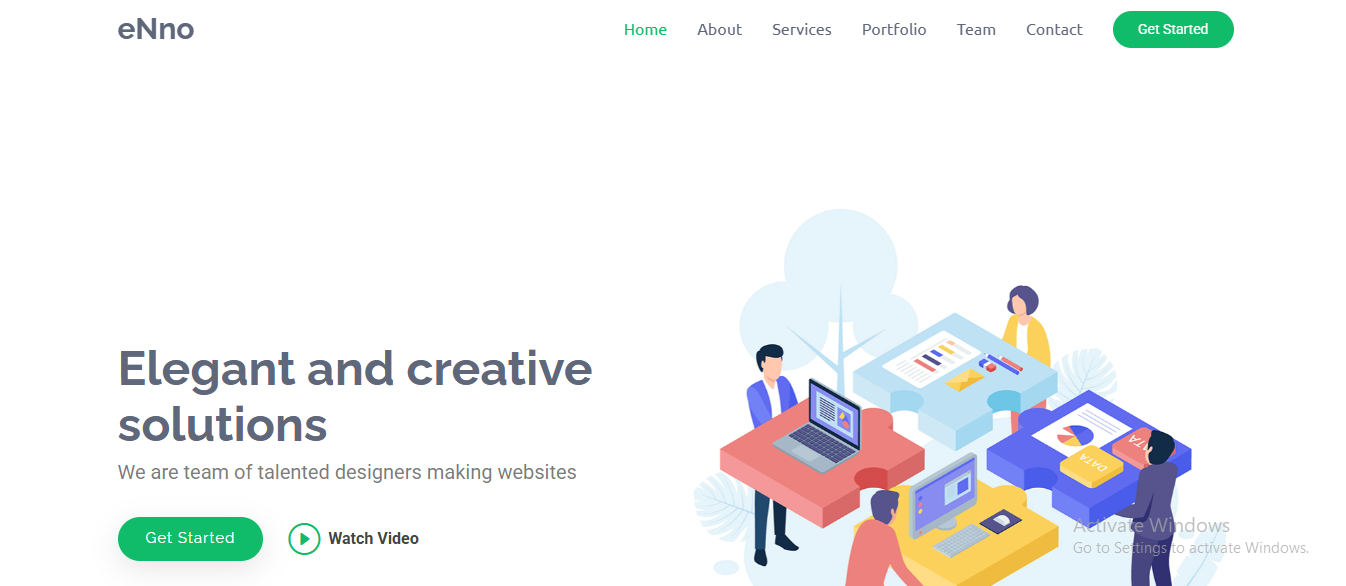 eNno
Home
About
Services
Portfolio
Team
Contact
Get Started
Elegant and creative
solutions
We are team of talented designers making websites
Get Started
Watch Video
DATA
DATA
Activate Windows
Go to Settings to activate Windows.